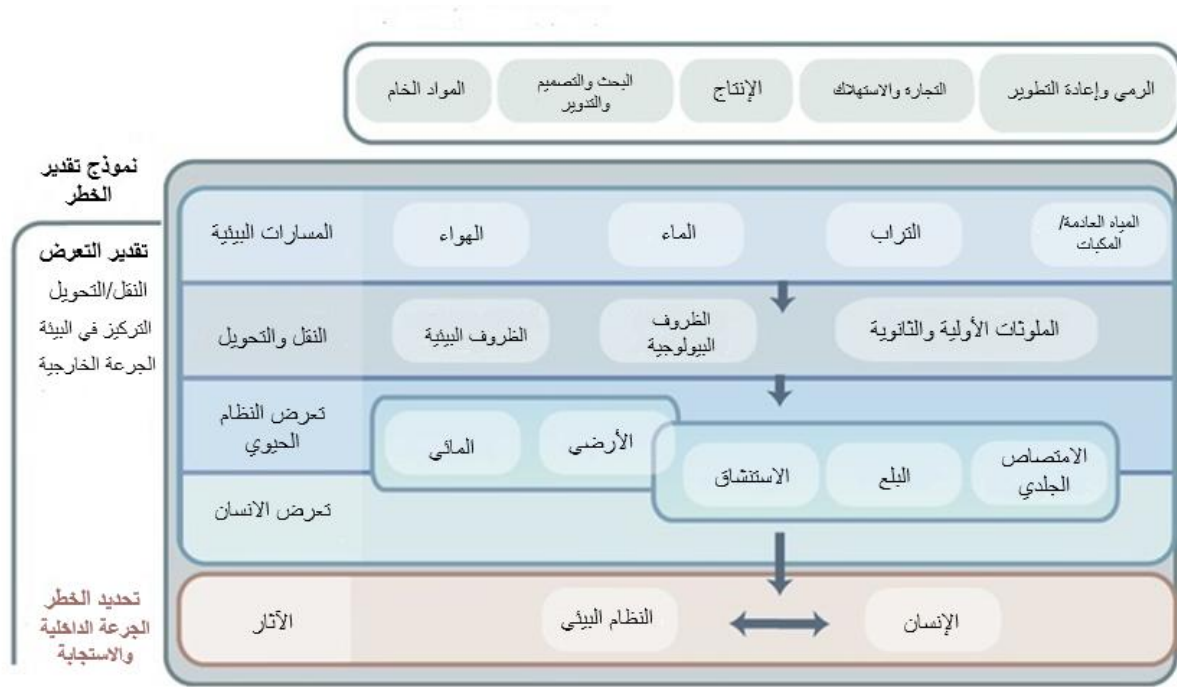 الرمي وإعادة التطوير
التجارة والاستهلاك
الإنتاج
البحث والتصميم
والتدوير
المواد الخام
نموذج تقدير
الخطر
تقدير التعرض
النقل/التحويل
التركيز في البيئة
الجرعة الخارجية
المسارات البيئية
الهواء
الماء
التراب
المياه العادمة/
المكبات
النقل والتحويل
الظروف البيئية
الظروف
البيولوجية
الملوثات الأولية والثانوية
تعرض النظام
الحيوي
المائي
الأرضي
الاستنشاق
البلع
الامتصاص
الجلدي
تعرض الانسان
تحديد الخطر
الجرعة الداخلية
والاستجابة
الآثار
النظام البيئي
الإنسان